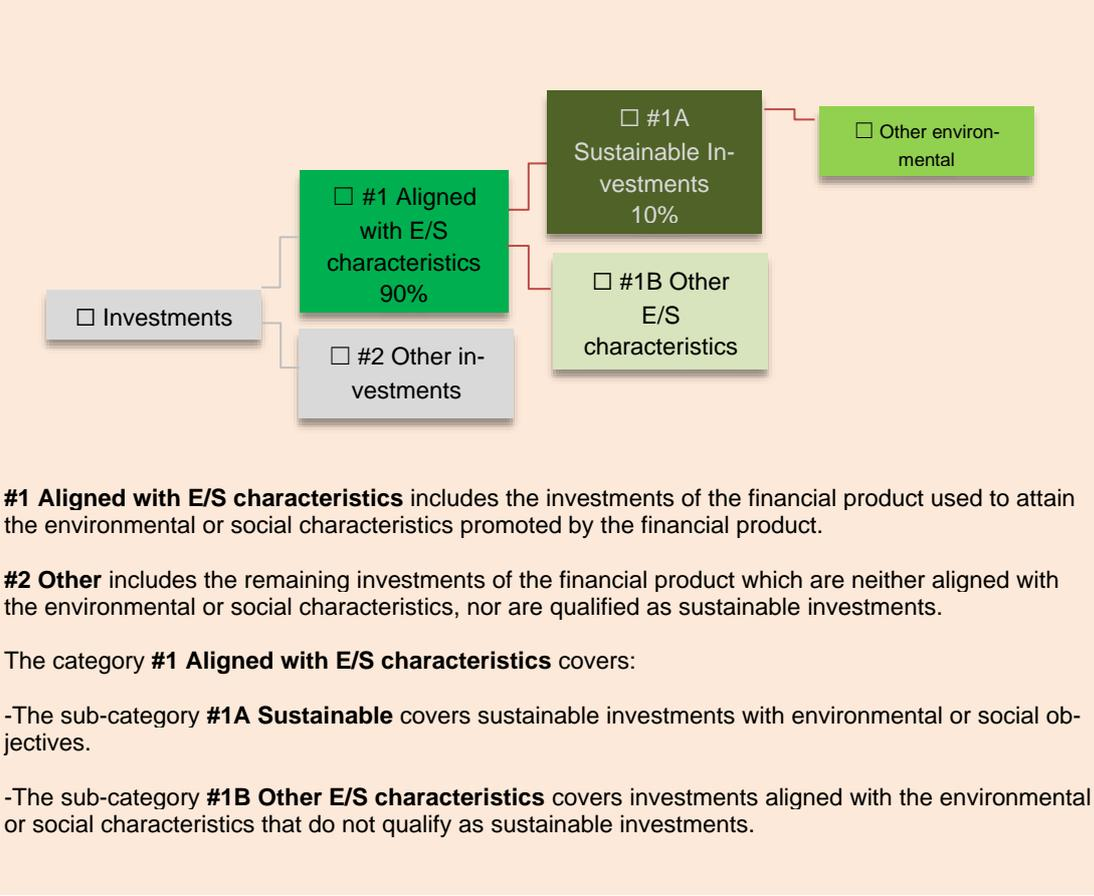 ☐ #1A
Sustainable In-
vestments
10%
☐ Other environ-
mental
☐ #1 Aligned
with E/S
characteristics
90%
☐ #1B Other
E/S
characteristics
☐ Investments
☐ #2 Other in-
vestments
#1 Aligned with E/S characteristics includes the investments of the financial product used to attain
the environmental or social characteristics promoted by the financial product.
#2 Other includes the remaining investments of the financial product which are neither aligned with
the environmental or social characteristics, nor are qualified as sustainable investments.
The category #1 Aligned with E/S characteristics covers:
-The sub-category #1A Sustainable covers sustainable investments with environmental or social ob-
jectives.
-The sub-category #1B Other E/S characteristics covers investments aligned with the environmental
or social characteristics that do not qualify as sustainable investments.